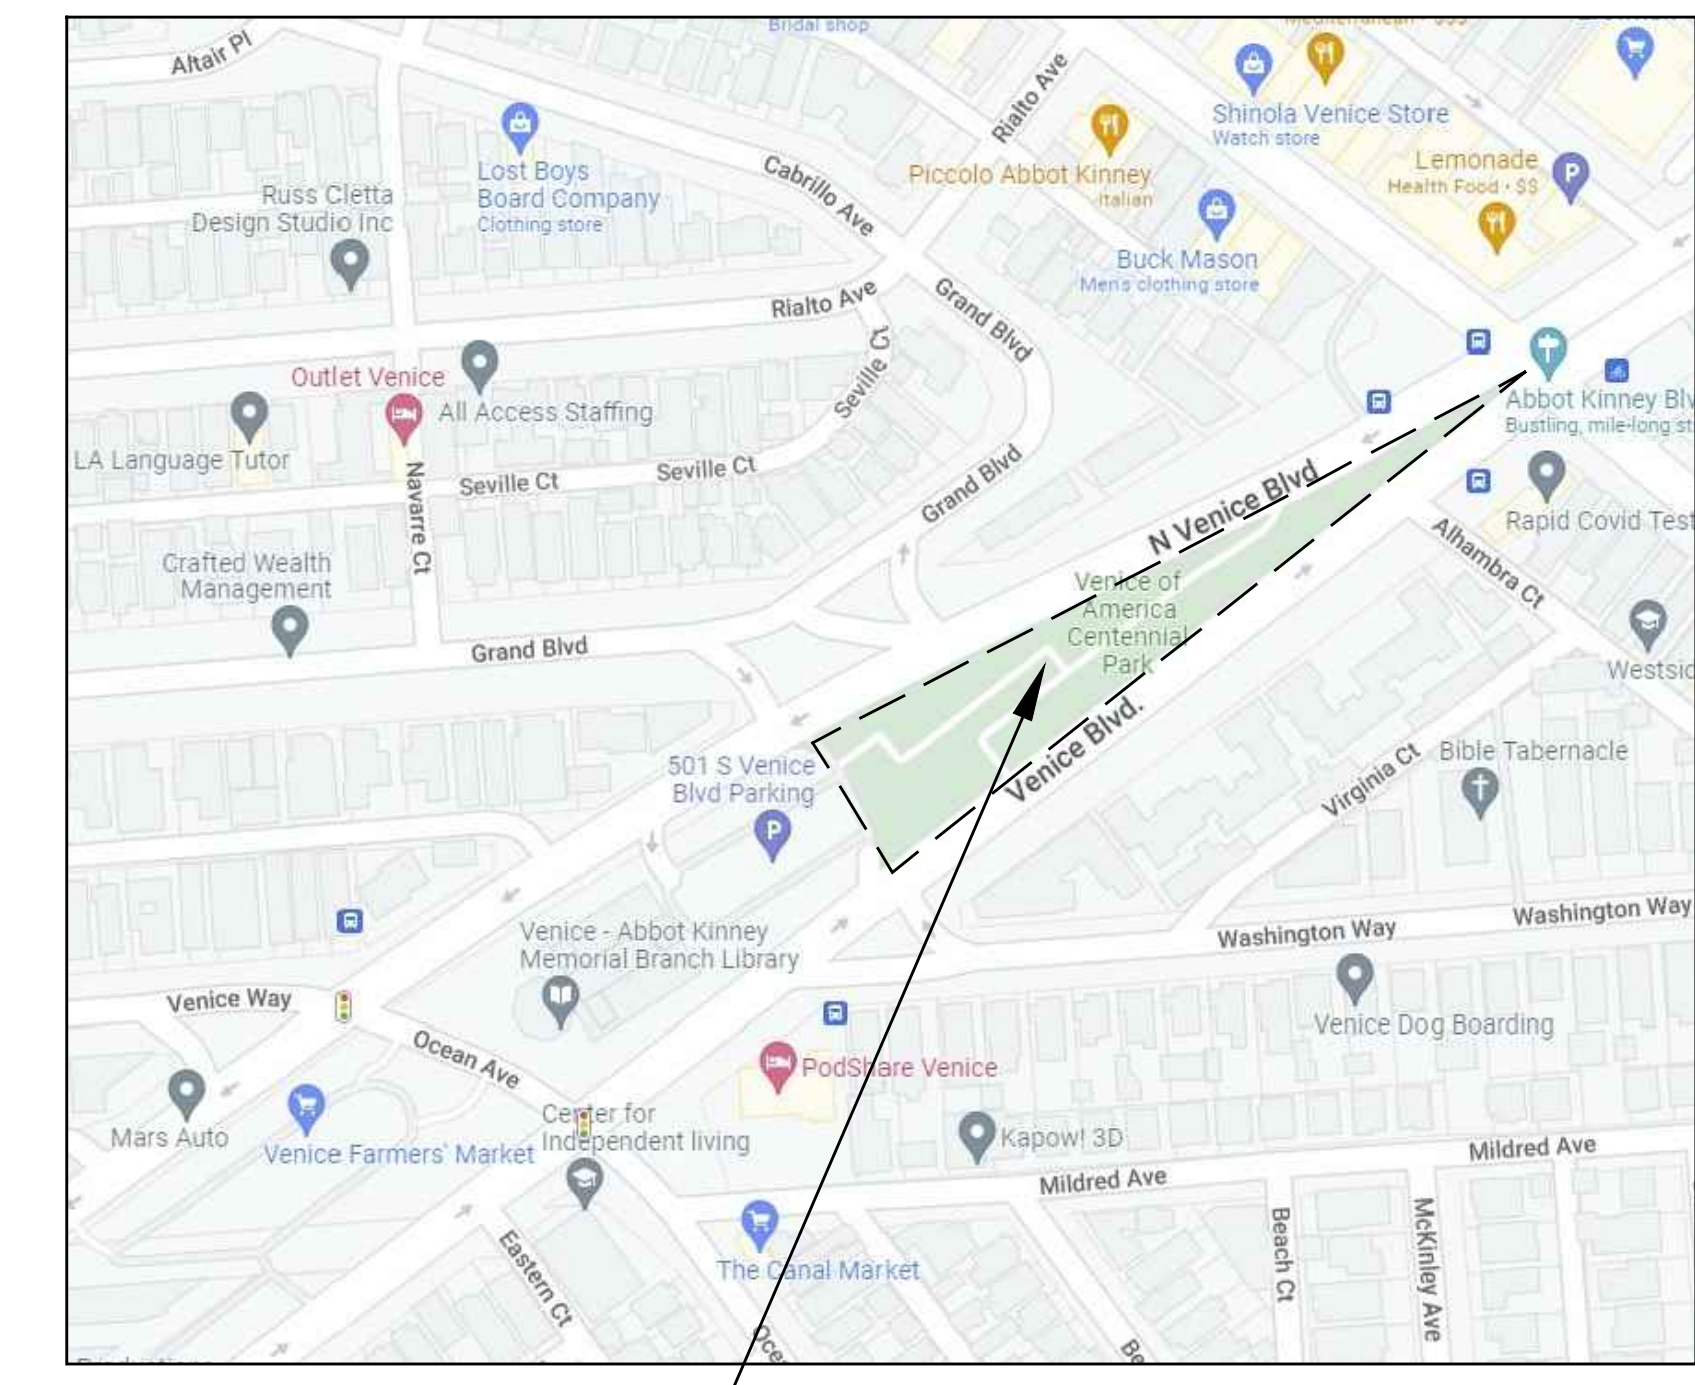 Bridal shop
Altair Pl
Rialto Ave
Shinola Venice Store
Watch store
Lost Boys
Board Company
Clothing store
Cabrillo Ave
Piccolo Abbot Kinney
Italian
Lemonade
Health Food · $$
P
Russ Cletta
Design Studio Inc
Buck Mason
Men's clothing store
Rialto Ave
Grand Blvd
Seville Ct
Outlet Venice
All Access Staffing
LA Language Tutor
Navarre Ct
Seville Ct
Seville Ct
Grand Blvd
Abbot Kinney Blv
Bustling, mile-long st
N Venice Blvd
Rapid Covid Test
Alhambra Ct
Crafted Wealth
Management
Venice of
America
Centennial
Park
Grand Blvd
Westsid
Venice Blvd.
501 S Venice
Blvd Parking
P
Virginia Ct
Bible Tabernacle
Washington Way
Washington Way
Venice - Abbot Kinney
Memorial Branch Library
Venice Way
Ocean Ave
Venice Dog Boarding
PodShare Venice
Mars Auto
Venice Farmers' Market
Center for
Independent living
Kapow! 3D
Mildred Ave
Mildred Ave
Eastern Ct
The Canal Market
Beach Ct
McKinley Ave
Ocea
Be